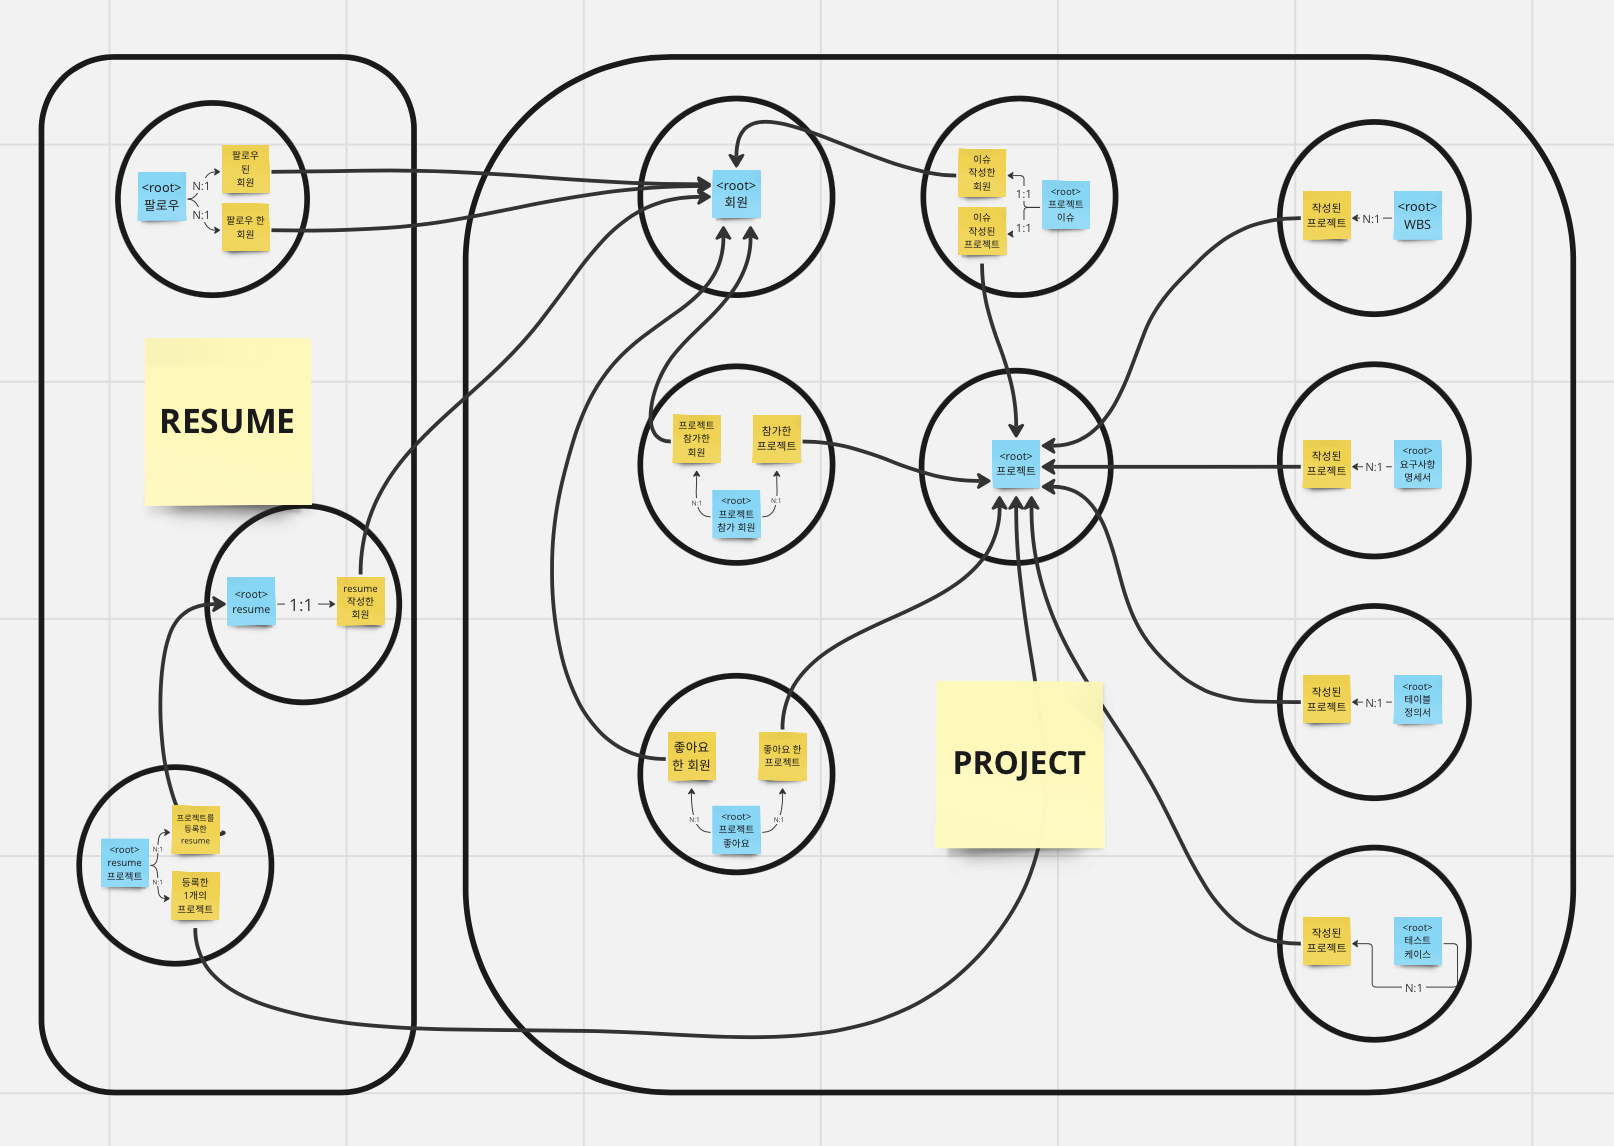 <root>
팔로우
N:1
N:1
팔로우
된
회원
팔로우 한
회원
RESUME
<root>
resume
1:1
resume
작성한
회원
<root>
resume
프로젝트
N:1
N:1
프로젝트를
등록한
resume
등록한
1개의
프로젝트
<root>
회원
이슈
작성한
회원
이슈
작성된
프로젝트
1:1
1:1
<root>
프로젝트
이슈
프로젝트
참가한
회원
참가한
프로젝트
N:1
N:1
<root>
프로젝트
참가 회원
<root>
프로젝트
좋아요
한 회원
좋아요 한
프로젝트
N:1
N:1
<root>
프로젝트
좋아요
PROJECT
작성된
프로젝트
N:1
<root>
WBS
작성된
프로젝트
N:1
<root>
요구사항
명세서
작성된
프로젝트
N:1
<root>
테이블
정의서
작성된
프로젝트
<root>
테스트
케이스
N:1